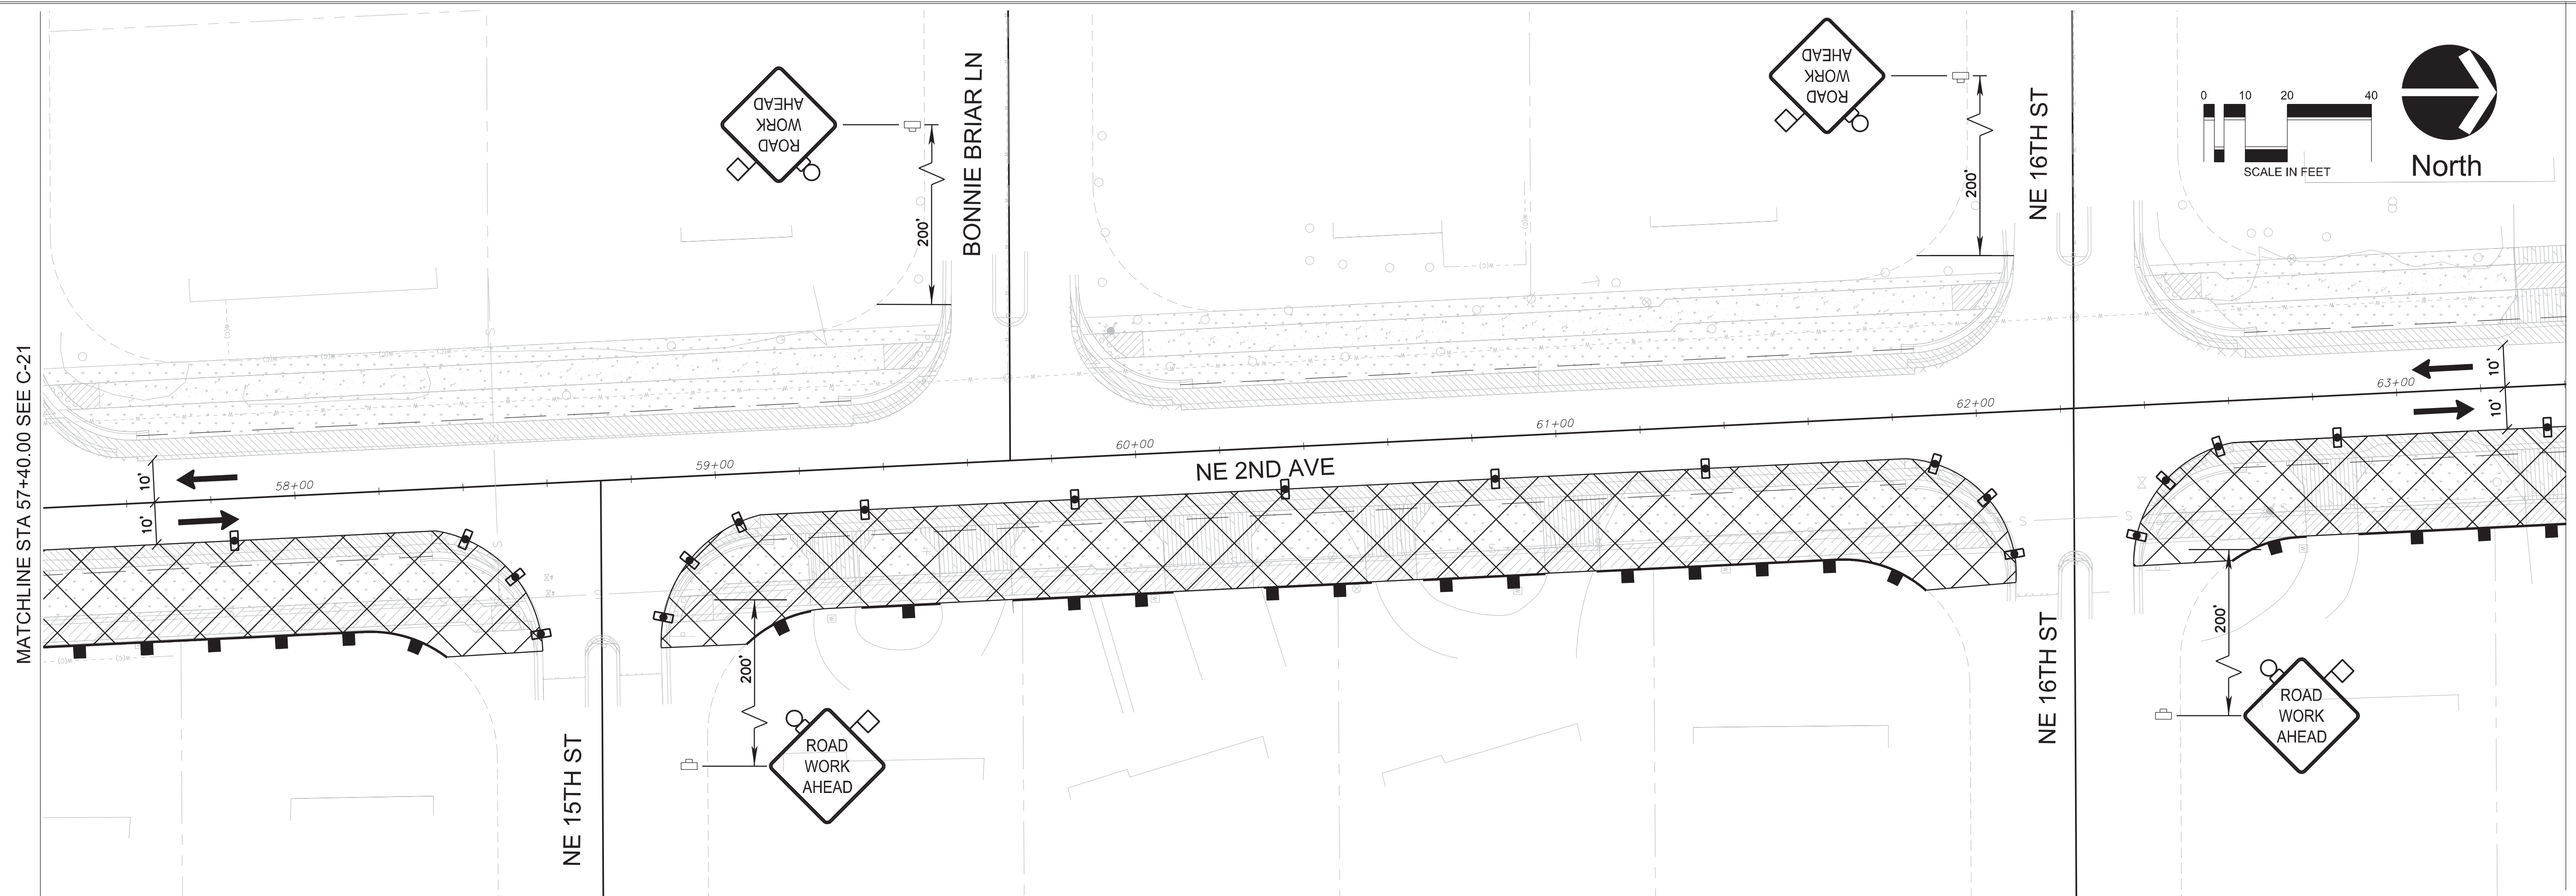 MATCHLINE STA 57+40.00 SEE C-21
ROAD
WORK
AHEAD
200'
BONNIE BRIAR LN
ROAD
WORK
AHEAD
200'
NE 16TH ST
0 10 20 40
SCALE IN FEET
North
10'
10'
58+00
59+00
60+00
61+00
62+00
63+00
10'
10'
NE 2ND AVE
NE 15TH ST
200'
ROAD
WORK
AHEAD
NE 16TH ST
200'
ROAD
WORK
AHEAD
W(C)
W(C)
W(C)
W(C)
W(C)
W(C)
W(C)
W(C)
W(C)
S
S
S
S
S
S
S